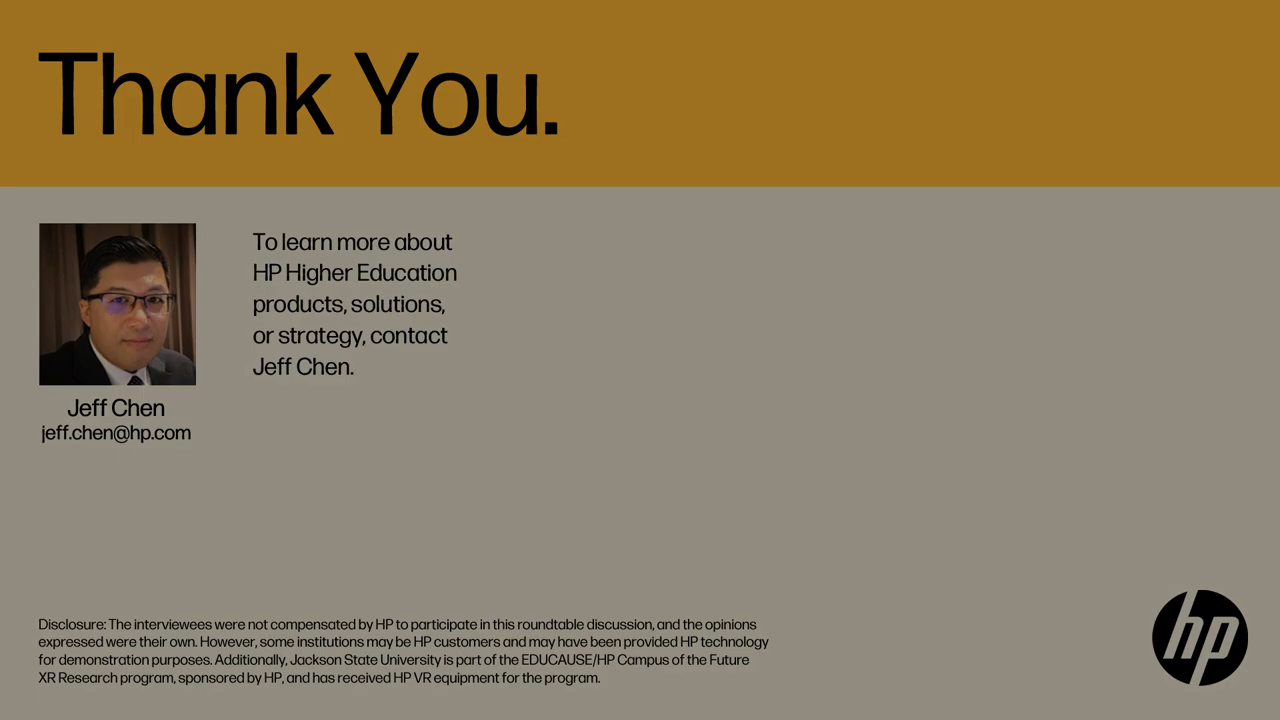 Thank You.
To learn more about
HP Higher Education
products, solutions,
or strategy, contact
Jeff Chen.
Jeff Chen
jeff.chen@hp.com
Disclosure: The interviewees were not compensated by HP to participate in this roundtable discussion, and the opinions
expressed were their own. However, some institutions may be HP customers and may have been provided HP technology
for demonstration purposes. Additionally, Jackson State University is part of the EDUCAUSE/HP Campus of the Future
XR Research program, sponsored by HP, and has received HP VR equipment for the program.
hp